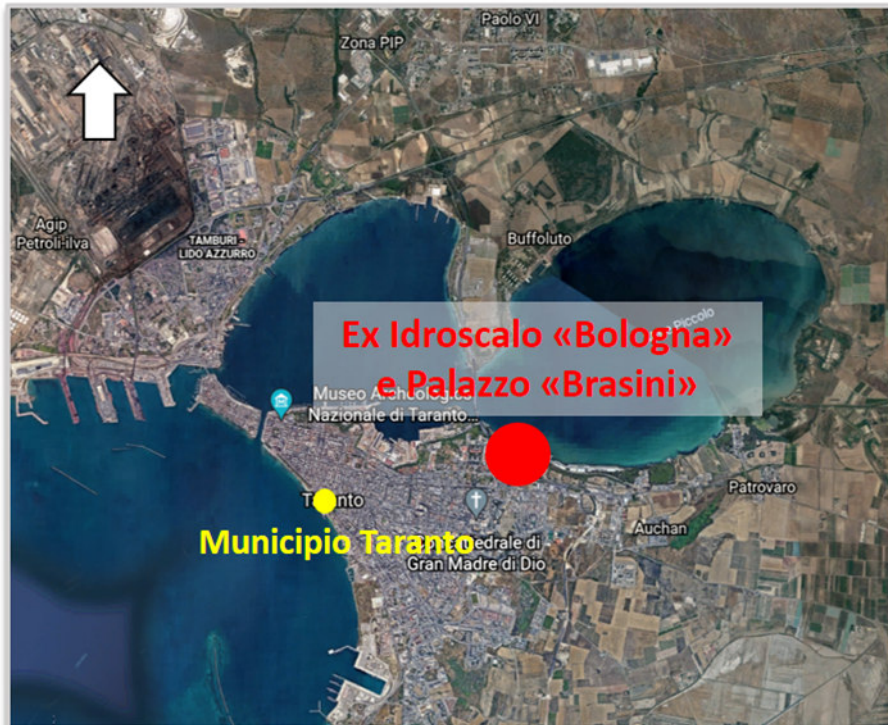 Paolo VI
Zona PIP
Agip
Petroli-ilva
TAMBURI -
LIDO AZZURRO
Buffoluto
Piccolo
Ex Idroscalo «Bologna»
e Palazzo «Brasini»
Museo Archeologico
Nazionale di Taranto...
Patrovaro
Taranto
Auchan
Municipio Taranto
Concattedrale di
Gran Madre di Dio